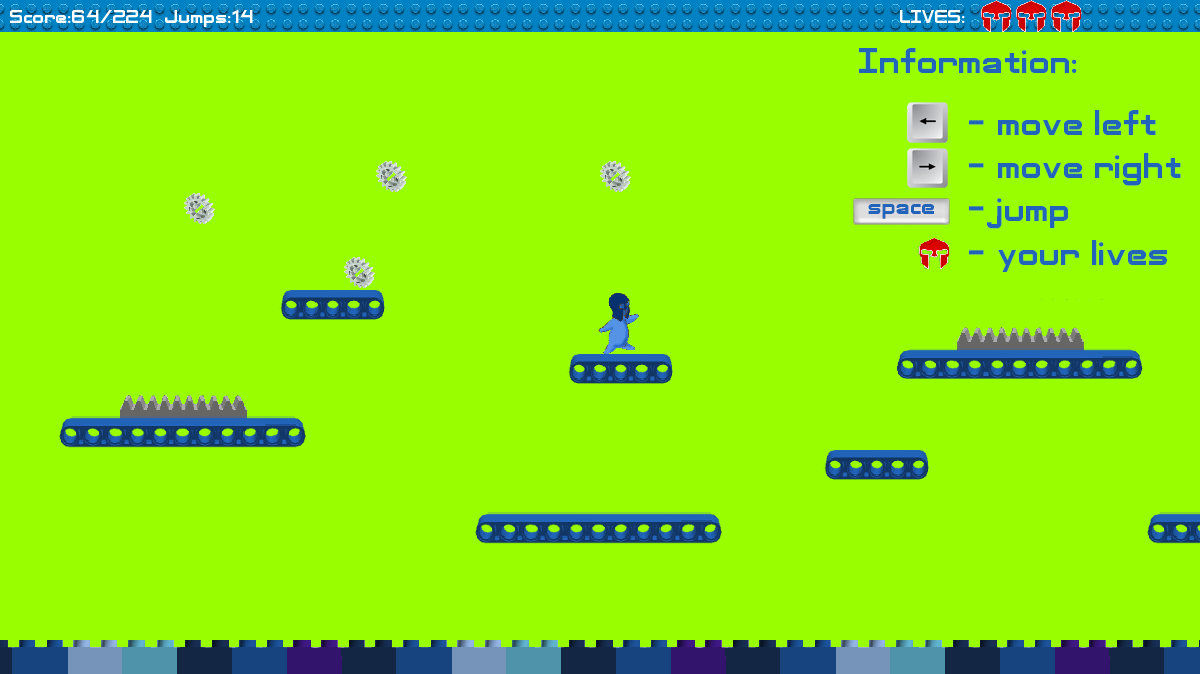 Score:64/224 Jumps:14 LIVES:
Information:
← - move left
→ - move right
space - jump
- your lives